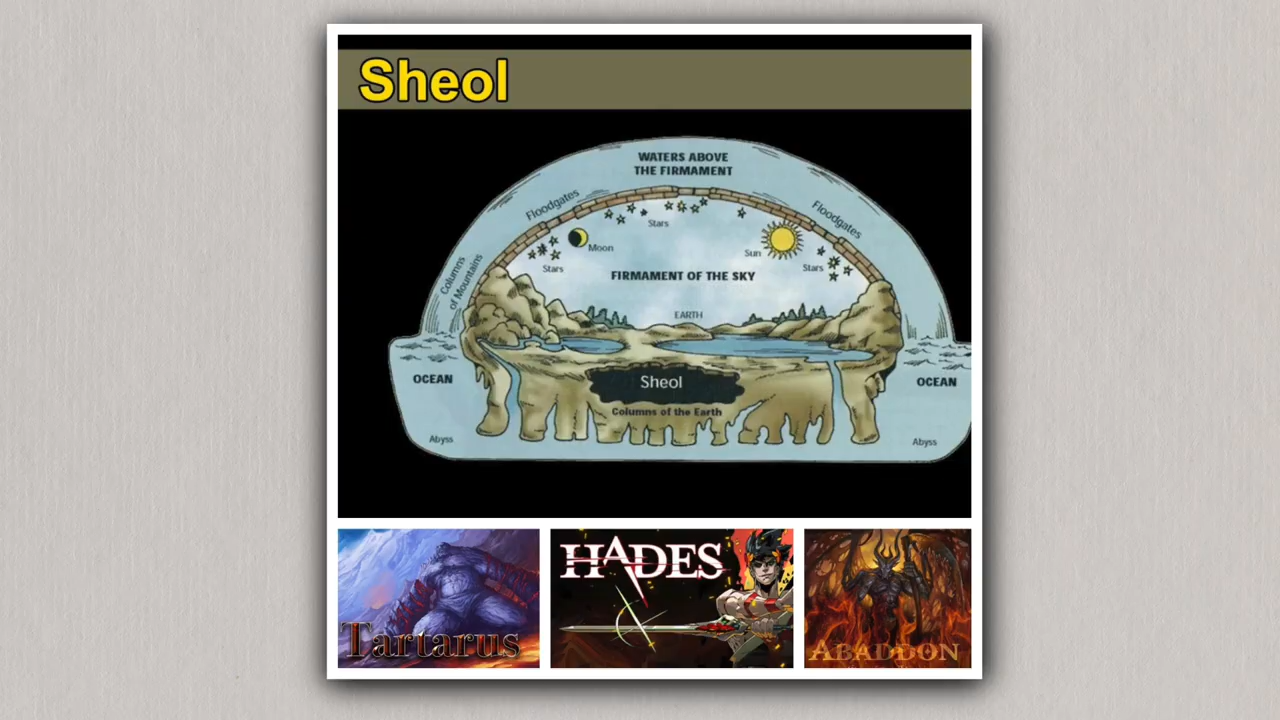 Sheol
WATERS ABOVE
THE FIRMAMENT
Floodgates
Floodgates
Stars
Moon
Sun
Stars
Stars
Columns
of Mountains
FIRMAMENT OF THE SKY
EARTH
OCEAN
Sheol
OCEAN
Columns of the Earth
Abyss
Abyss
Tartarus
HADES
ABADDON